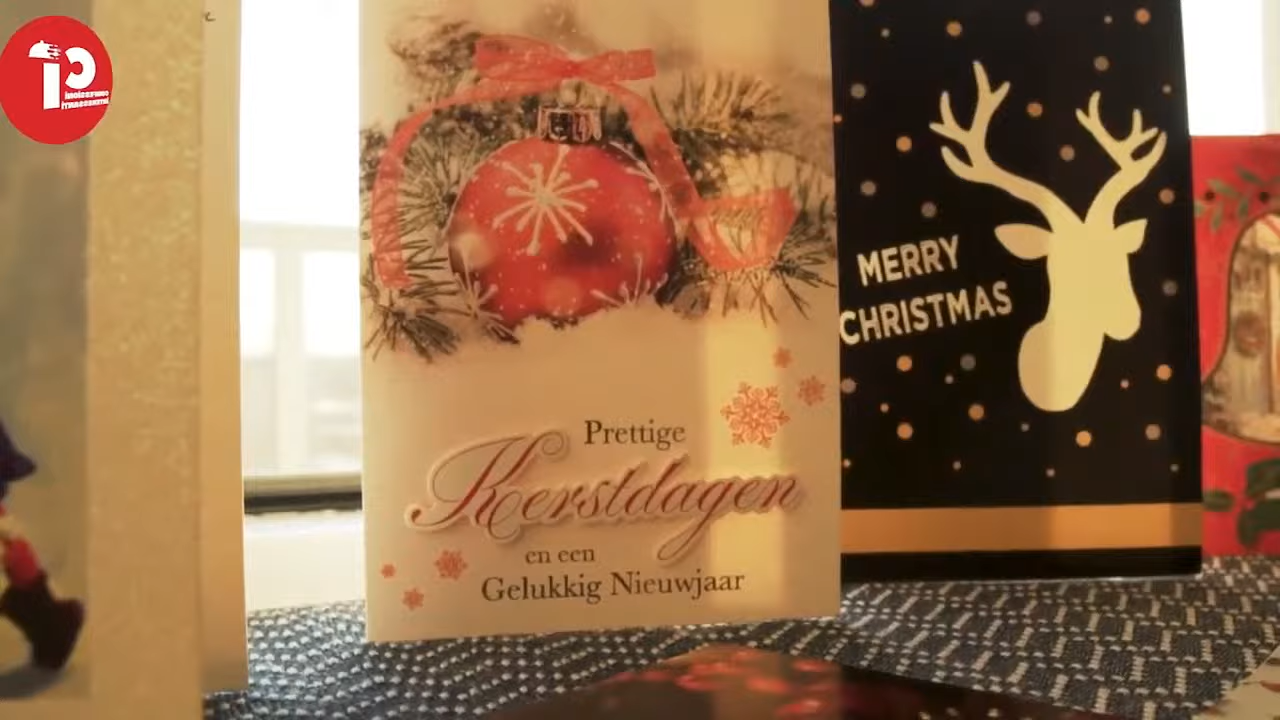 Prettige
Kerstdagen
en een
Gelukkig Nieuwjaar
MERRY
CHRISTMAS